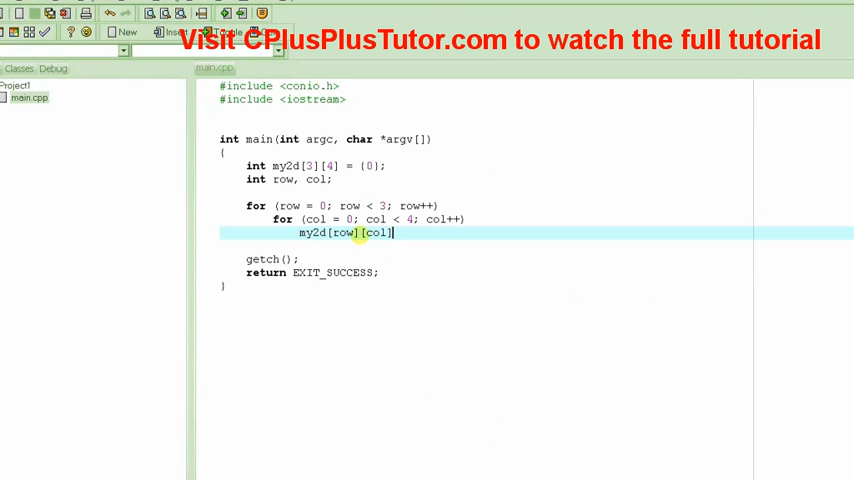 New Insert Toggle
Visit CPlusPlusTutor.com to watch the full tutorial
Classes Debug
main.cpp
Project1
main.cpp
#include <conio.h>
#include <iostream>
int main(int argc, char *argv[])
{
int my2d[3][4] = {0};
int row, col;
for (row = 0; row < 3; row++)
for (col = 0; col < 4; col++)
my2d[row][col]
getch();
return EXIT_SUCCESS;
}